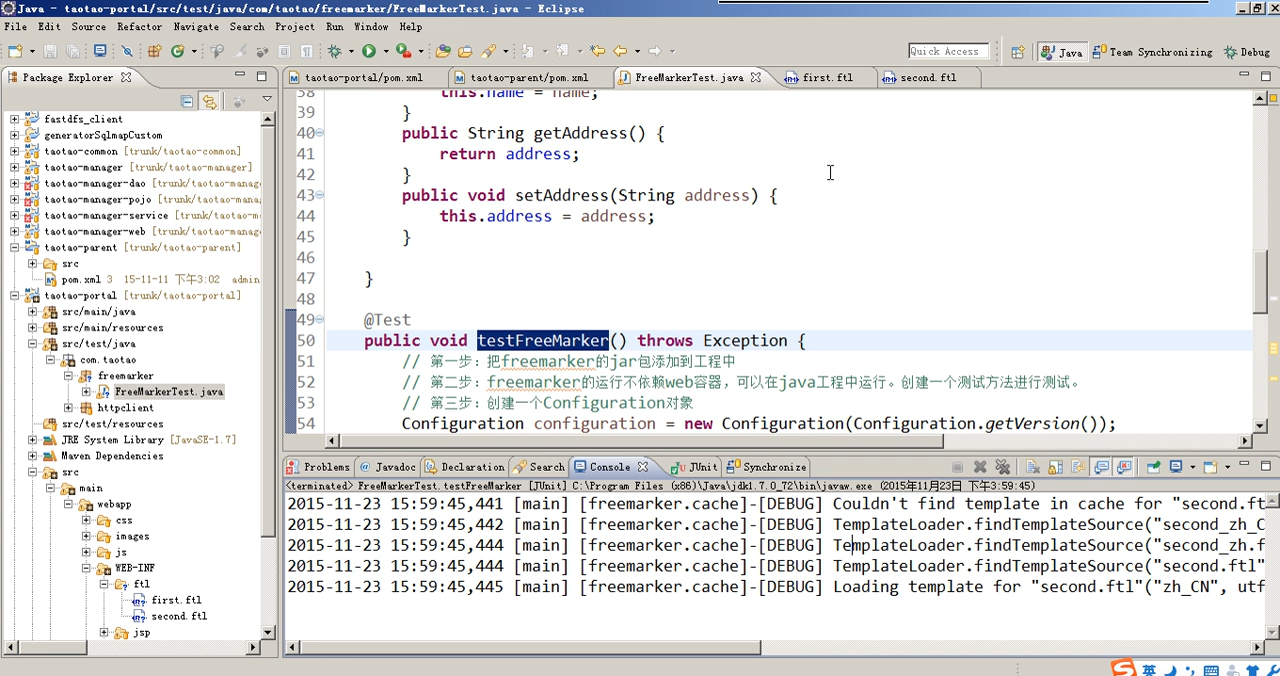 Java - taotao-portal/src/test/java/com/taotao/freemarker/FreeMarkerTest.java - Eclipse
File Edit Source Refactor Navigate Search Project Run Window Help
Quick Access Java Team Synchronizing Debug
Package Explorer
taotao-portal/pom.xml taotao-parent/pom.xml FreeMarkerTest.java first.ftl second.ftl
fastdfs_client
generatorSqlmapCustom
taotao-common [trunk/taotao-common]
taotao-manager [trunk/taotao-manager]
taotao-manager-dao [trunk/taotao-manage
taotao-manager-pojo [trunk/taotao-mana
taotao-manager-service [trunk/taotao-m
taotao-manager-web [trunk/taotao-manage
taotao-parent [trunk/taotao-parent]
src
pom.xml 3 15-11-11 下午3:02 admin
taotao-portal [trunk/taotao-portal]
src/main/java
src/main/resources
src/test/java
com.taotao
freemarker
FreeMarkerTest.java
httpclient
src/test/resources
JRE System Library [JavaSE-1.7]
Maven Dependencies
src
main
webapp
css
images
js
WEB-INF
ftl
first.ftl
second.ftl
jsp
38 this.name = name;
39 }
40 public String getAddress() {
41 return address;
42 }
43 public void setAddress(String address) {
44 this.address = address;
45 }
46
47 }
48
49 @Test
50 public void testFreeMarker() throws Exception {
51 // 第一步：把freemarker的jar包添加到工程中
52 // 第二步：freemarker的运行不依赖web容器，可以在java工程中运行。创建一个测试方法进行测试。
53 // 第三步：创建一个Configuration对象
54 Configuration configuration = new Configuration(Configuration.getVersion());
Problems Javadoc Declaration Search Console JUnit Synchronize
<terminated> FreeMarkerTest.testFreeMarker [JUnit] C:\Program Files (x86)\Java\jdk1.7.0_72\bin\javaw.exe (2015年11月23日 下午3:59:45)
2015-11-23 15:59:45,441 [main] [freemarker.cache]-[DEBUG] Couldn't find template in cache for "second.ft
2015-11-23 15:59:45,442 [main] [freemarker.cache]-[DEBUG] TemplateLoader.findTemplateSource("second_zh_C
2015-11-23 15:59:45,444 [main] [freemarker.cache]-[DEBUG] TemplateLoader.findTemplateSource("second_zh.f
2015-11-23 15:59:45,444 [main] [freemarker.cache]-[DEBUG] TemplateLoader.findTemplateSource("second.ftl"
2015-11-23 15:59:45,445 [main] [freemarker.cache]-[DEBUG] Loading template for "second.ftl"("zh_CN", utf
英